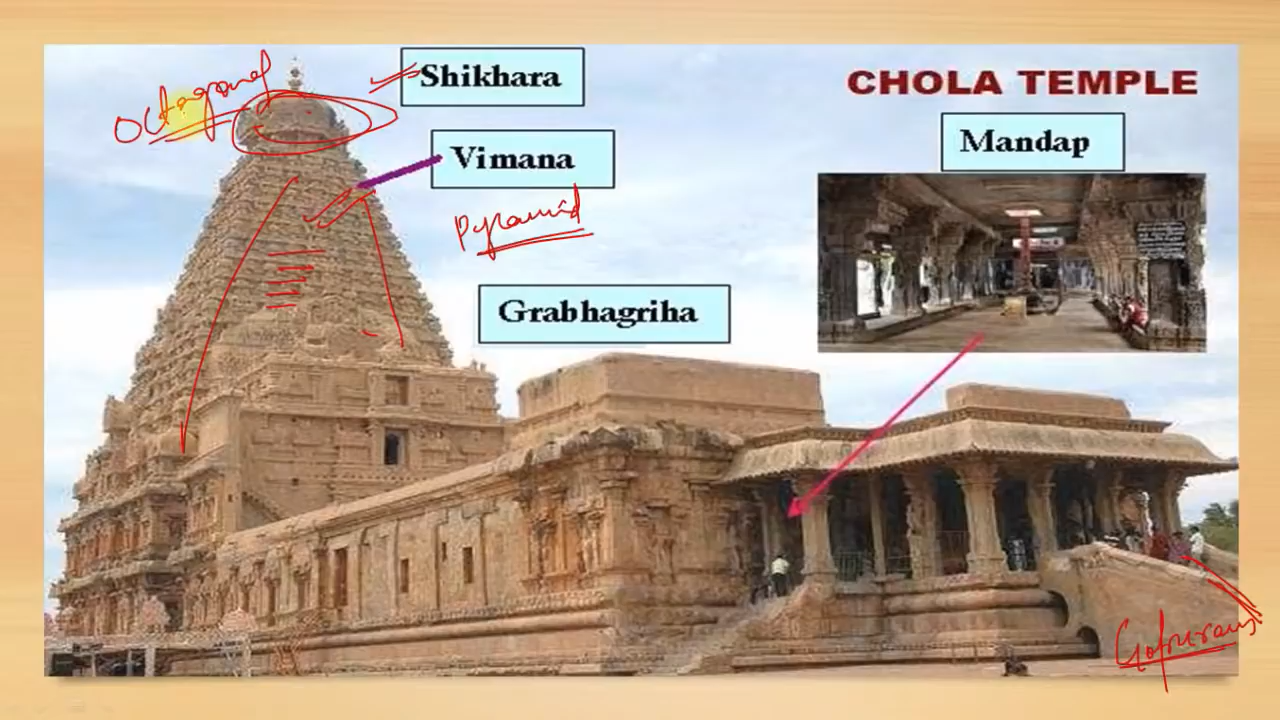 Octagonal
Shikhara
CHOLA TEMPLE
Vimana
Mandap
Pyramid
Grabhagriha
Gopuram